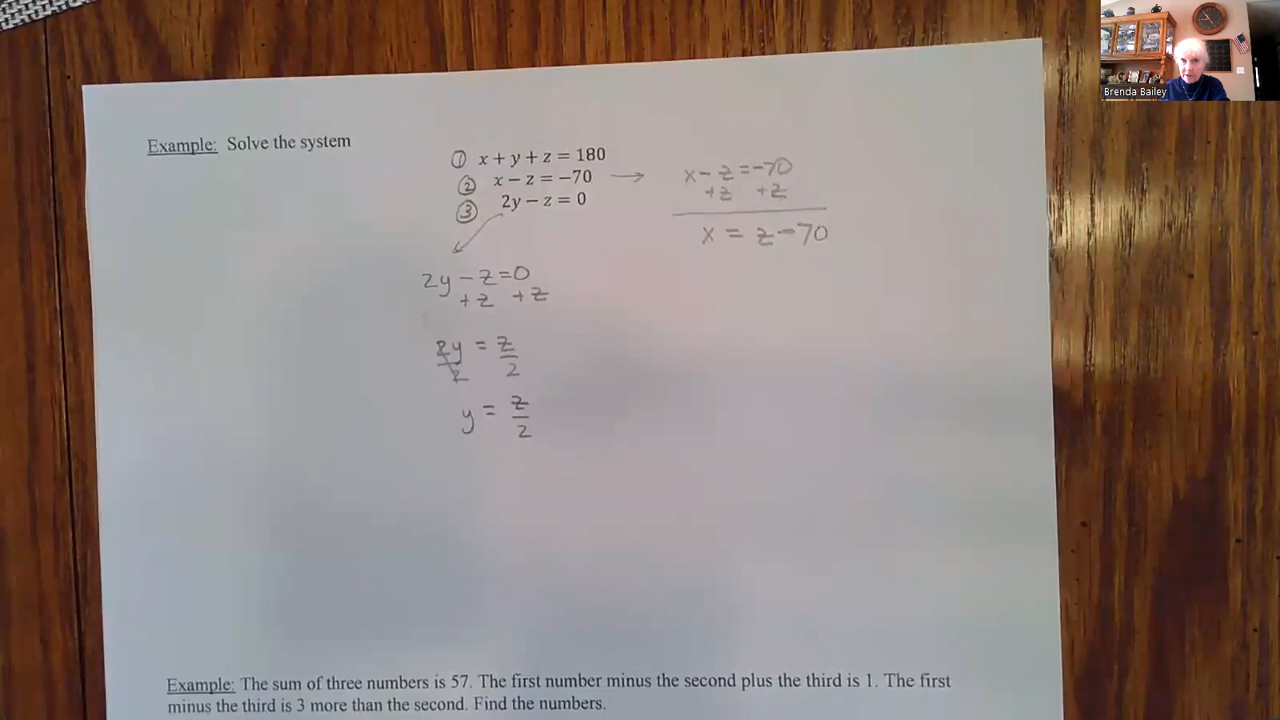 Brenda Bailey
Example: Solve the system
① x + y + z = 180
② x − z = −70 → x − z = −70
+z +z
③ 2y − z = 0
x = z − 70
2y − z = 0
+z +z
2y = z
2 2
y = z
2
Example: The sum of three numbers is 57. The first number minus the second plus the third is 1. The first
minus the third is 3 more than the second. Find the numbers.